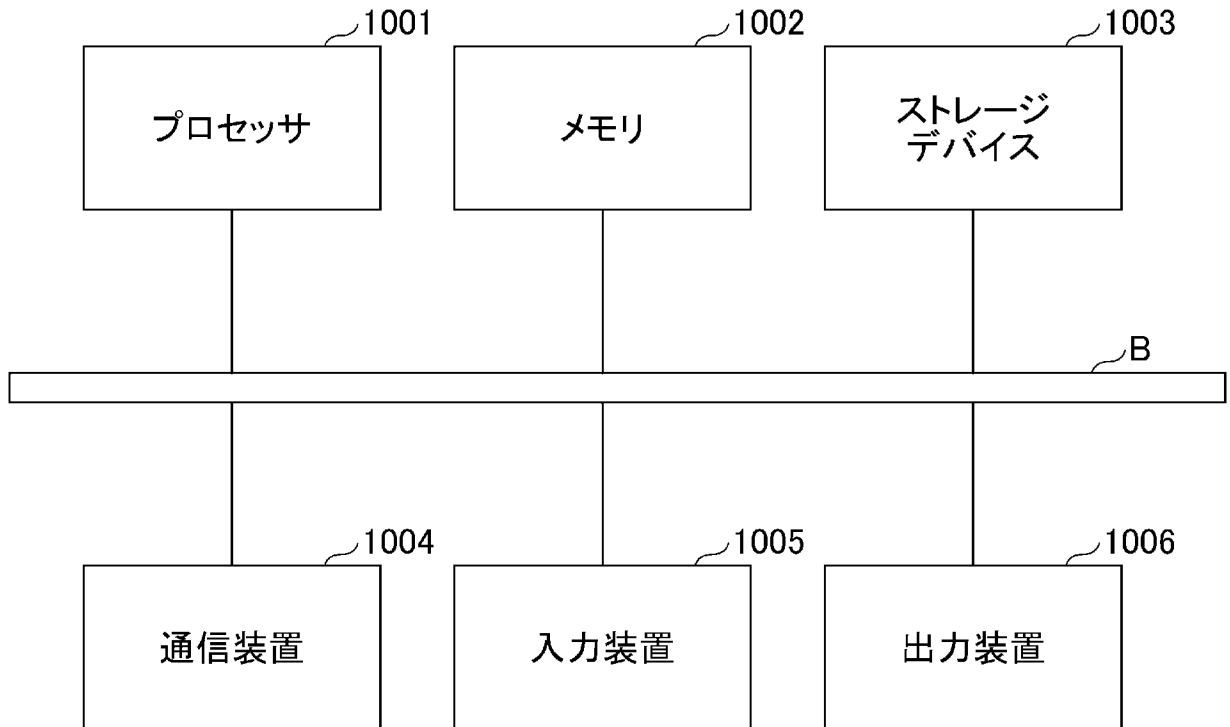 1001
プロセッサ
1002
メモリ
1003
ストレージ
デバイス
B
1004
通信装置
1005
入力装置
1006
出力装置